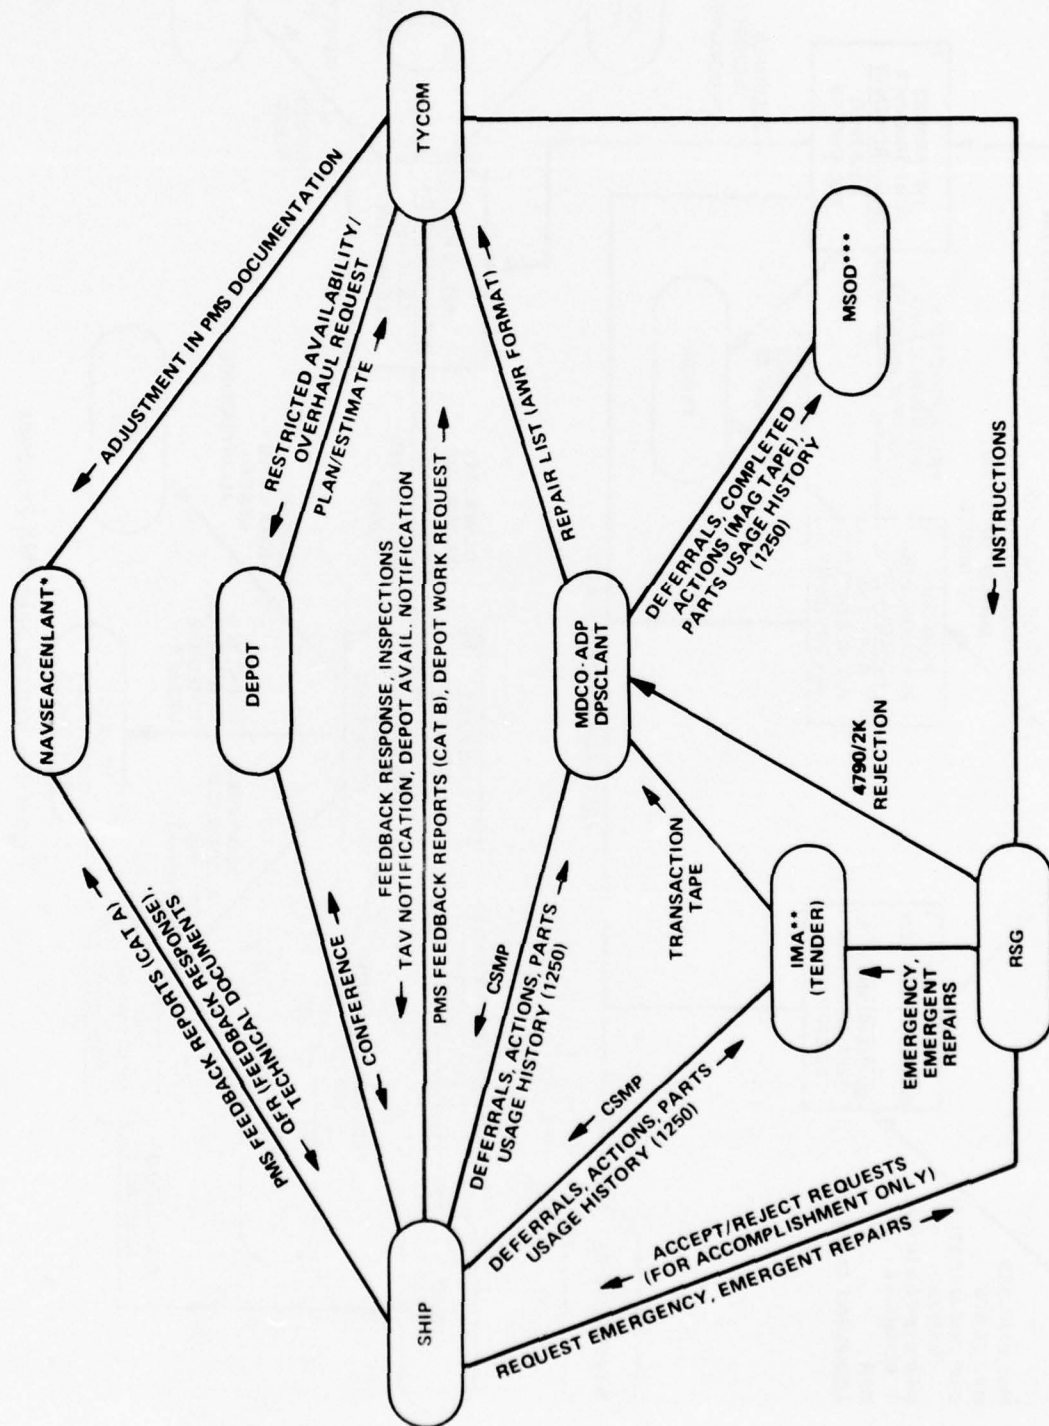 NAVSEACENLANT*
PMS FEEDBACK REPORTS (CAT A)
QFR (FEEDBACK RESPONSE),
TECHNICAL DOCUMENTS
ADJUSTMENT IN PMS DOCUMENTATION
DEPOT
CONFERENCE
RESTRICTED AVAILABILITY/
OVERHAUL REQUEST
PLAN/ESTIMATE
SHIP
FEEDBACK RESPONSE, INSPECTIONS
TAV NOTIFICATION, DEPOT AVAIL. NOTIFICATION
PMS FEEDBACK REPORTS (CAT B), DEPOT WORK REQUEST
TYCOM
CSMP
DEFERRALS, ACTIONS, PARTS
USAGE HISTORY (1250)
MDCO-ADP
DPSCLANT
REPAIR LIST (AWR FORMAT)
CSMP
DEFERRALS, ACTIONS, PARTS
USAGE HISTORY (1250)
TRANSACTION
TAPE
DEFERRALS, COMPLETED
ACTIONS (MAG TAPE),
PARTS USAGE HISTORY
(1250)
MSOD***
IMA**
(TENDER)
4790/2K
REJECTION
ACCEPT/REJECT REQUESTS
(FOR ACCOMPLISHMENT ONLY)
REQUEST EMERGENCY, EMERGENT REPAIRS
EMERGENCY,
EMERGENT
REPAIRS
RSG
INSTRUCTIONS